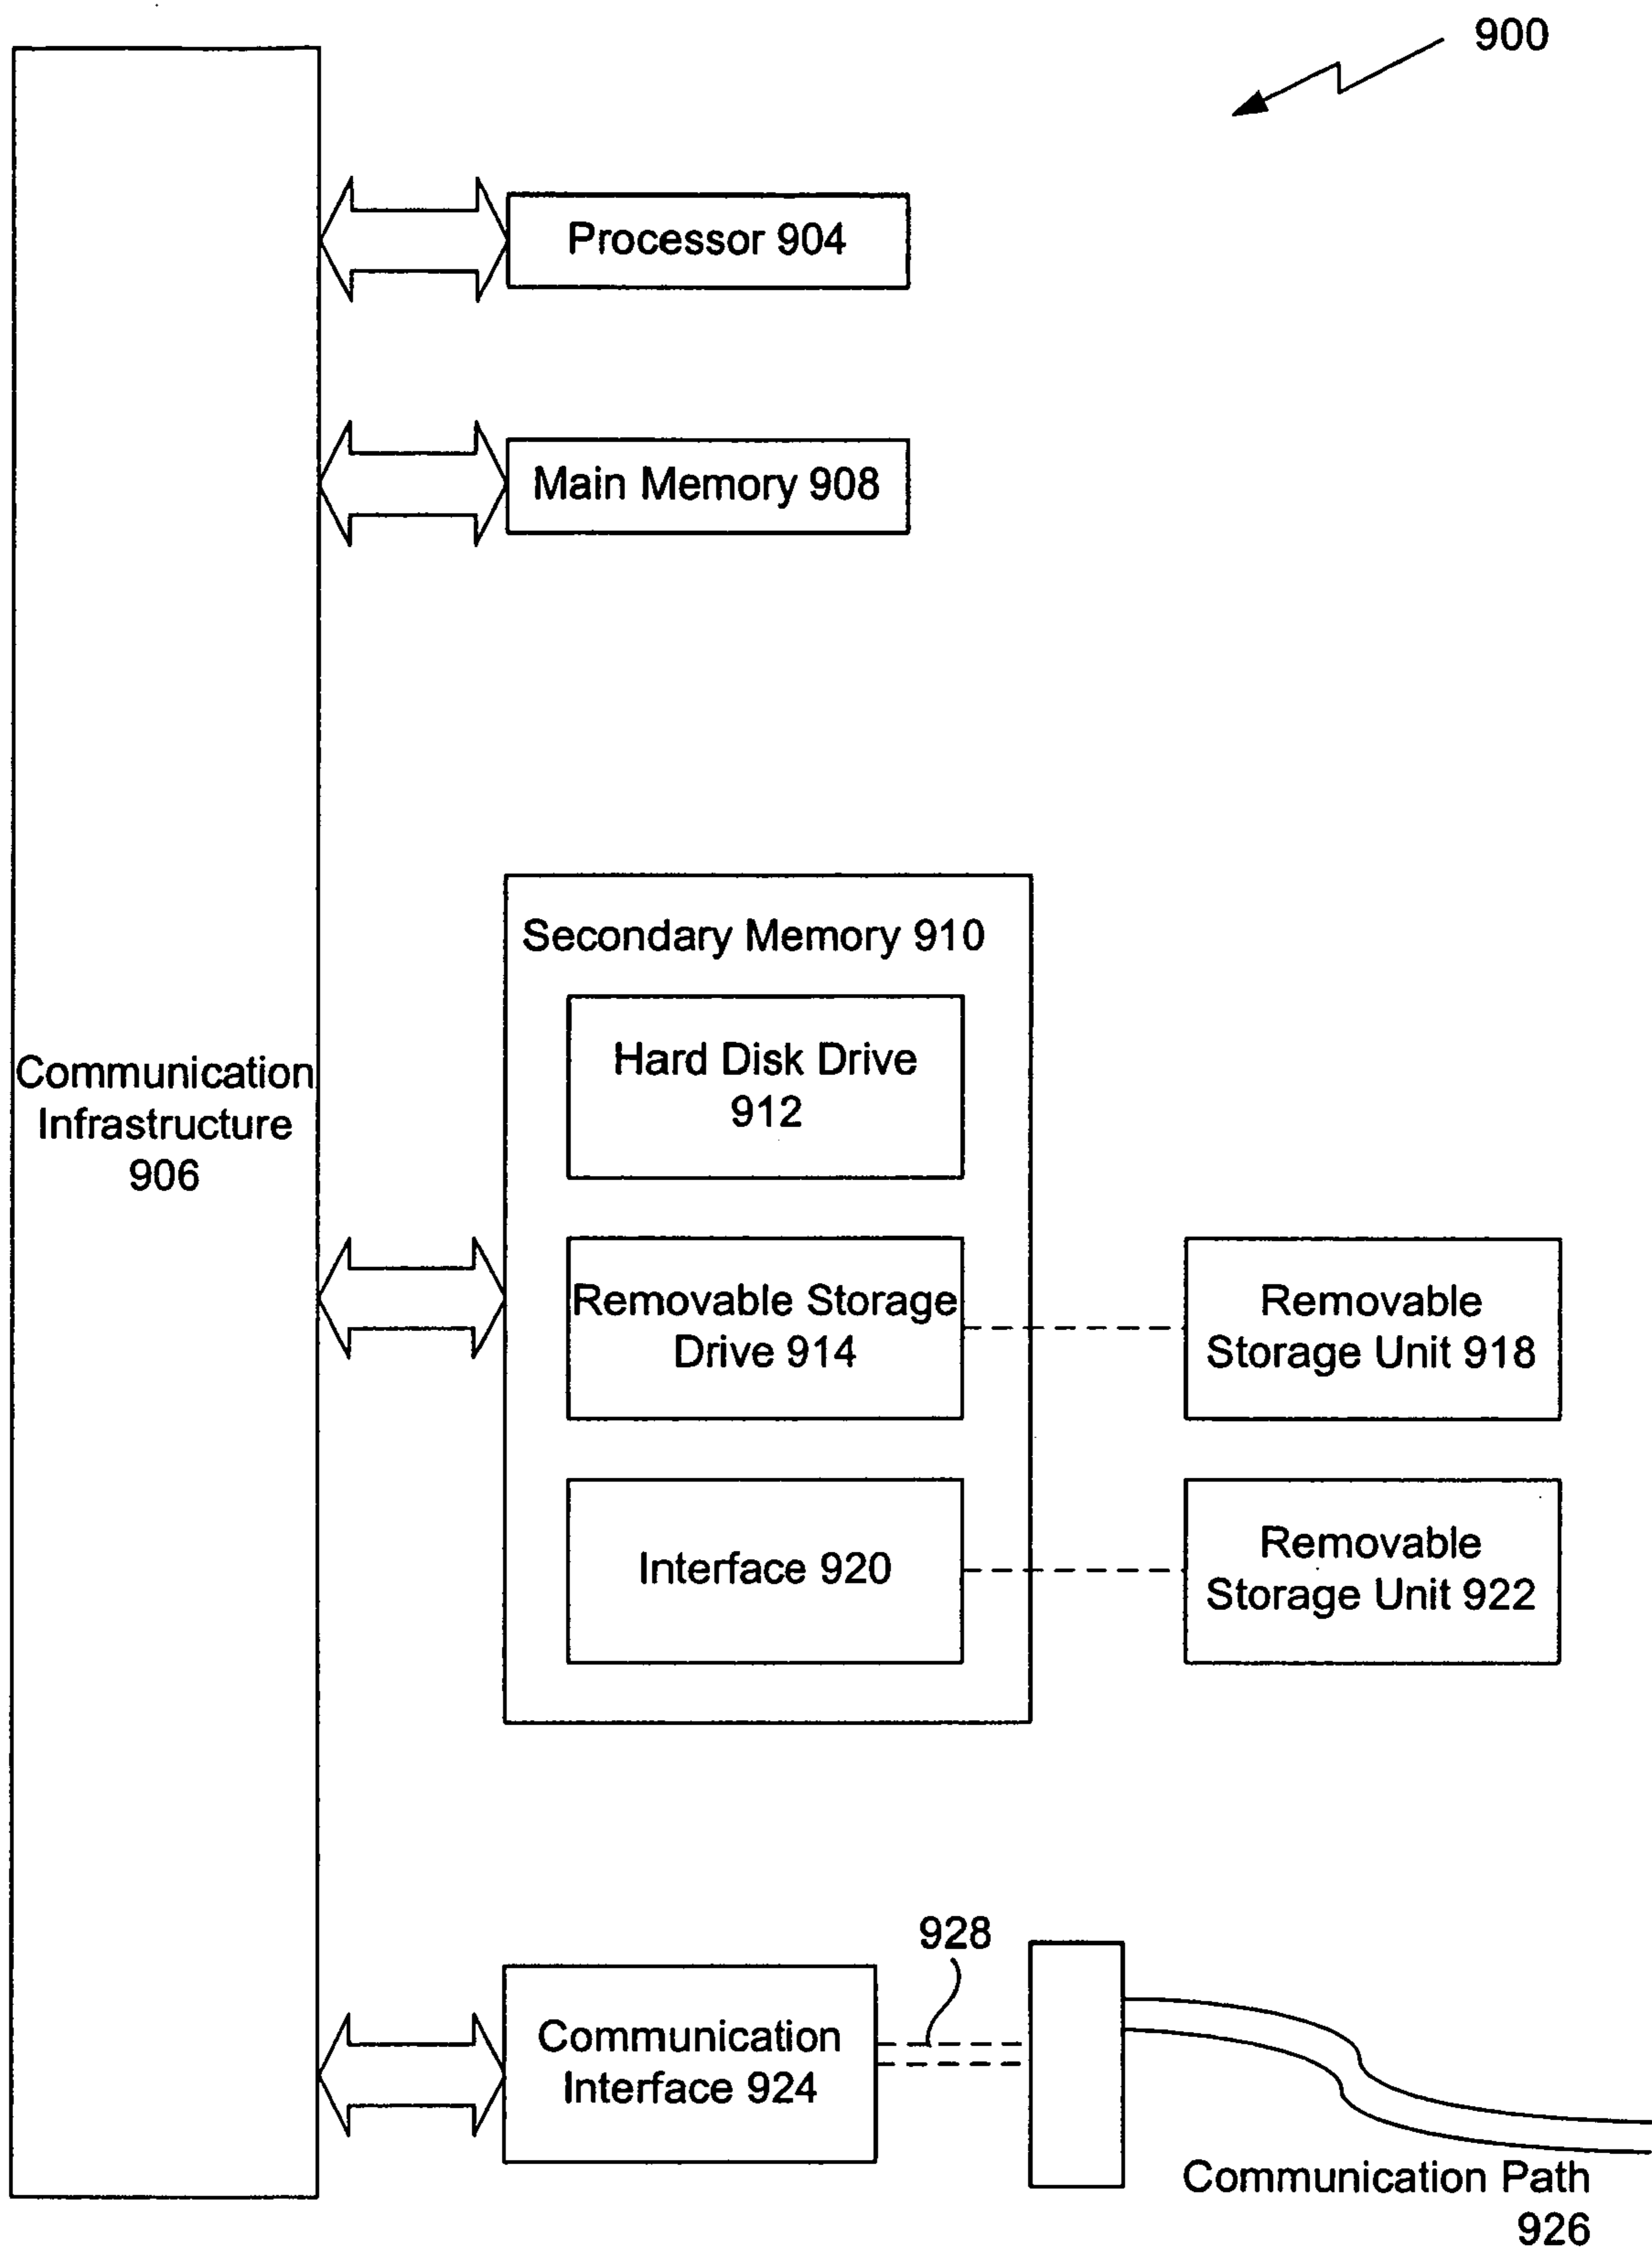 900
Processor 904
Main Memory 908
Secondary Memory 910
Hard Disk Drive
912
Communication
Infrastructure
906
Removable Storage
Drive 914
Removable
Storage Unit 918
Interface 920
Removable
Storage Unit 922
928
Communication
Interface 924
Communication Path
926